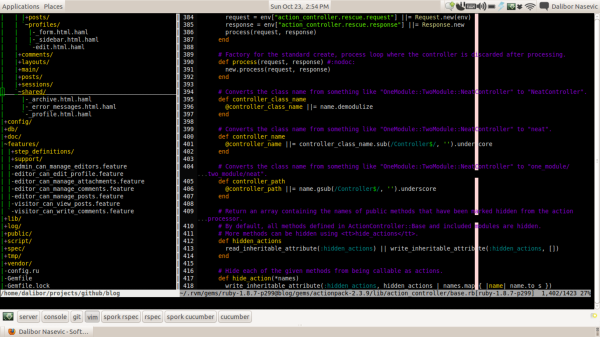 Applications Places
Sun Oct 23, 2:54 PM
Dalibor Nasevic
+posts/
-profiles/
|-_form.html.haml
|-_sidebar.html.haml
-edit.html.haml
+comments/
+layouts/
+main/
+posts/
+sessions/
-shared/
|-_archive.html.haml
|-_error_messages.html.haml
-_profile.html.haml
+config/
+db/
+doc/
-features/
+step_definitions/
+support/
-admin_can_manage_editors.feature
-editor_can_edit_profile.feature
-editor_can_manage_attachments.feature
-editor_can_manage_comments.feature
-editor_can_manage_posts.feature
-visitor_can_view_posts.feature
-visitor_can_write_comments.feature
+lib/
+log/
+public/
+script/
+spec/
+tmp/
+vendor/
-config.ru
-Gemfile
-Gemfile.lock
/home/dalibor/projects/github/blog
384 request = env["action_controller.rescue.request"] ||= Request.new(env)
385 response = env["action_controller.rescue.response"] ||= Response.new
386 process(request, response)
387 end
388
389 # Factory for the standard create, process loop where the controller is discarded after processing.
390 def process(request, response) #:nodoc:
391 new.process(request, response)
392 end
393
394 # Converts the class name from something like "OneModule::TwoModule::NeatController" to "NeatController".
395 def controller_class_name
396 @controller_class_name ||= name.demodulize
397 end
398
399 # Converts the class name from something like "OneModule::TwoModule::NeatController" to "neat".
400 def controller_name
401 @controller_name ||= controller_class_name.sub(/Controller$/, '').underscore
402 end
403
404 # Converts the class name from something like "OneModule::TwoModule::NeatController" to "one_module/
...two_module/neat"
405 def controller_path
406 @controller_path ||= name.gsub(/Controller$/, '').underscore
407 end
408
409 # Return an array containing the names of public methods that have been marked hidden from the action
...processor.
410 # By default, all methods defined in ActionController::Base and included modules are hidden.
411 # More methods can be hidden using <tt>hide_actions</tt>.
412 def hidden_actions
413 read_inheritable_attribute(:hidden_actions) || write_inheritable_attribute(:hidden_actions, [])
414 end
415
416 # Hide each of the given methods from being callable as actions.
417 def hide_action(*names)
418 write_inheritable_attribute(:hidden_actions, hidden_actions | names.map { |name| name.to_s })
~/.rvm/gems/ruby-1.8.7-p299@blog/gems/actionpack-2.3.9/lib/action_controller/base.rb[ruby-1.8.7-p299] 1,402/1423 27%
server console git vim spork rspec rspec spork cucumber cucumber
Dalibor Nasevic - Soft...